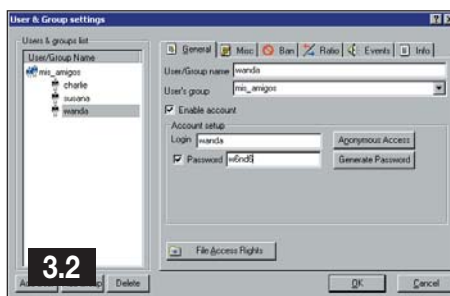 User & Group settings
Users & groups list
User/Group Name
mis_amigos
charlie
susana
wanda
General Misc Ban Ratio Events Info
User/Group name wanda
User's group mis_amigos
Enable account
Account setup
Login wanda
Anonymous Access
Password w6nd6
Generate Password
File Access Rights
3.2
Delete
OK Cancel